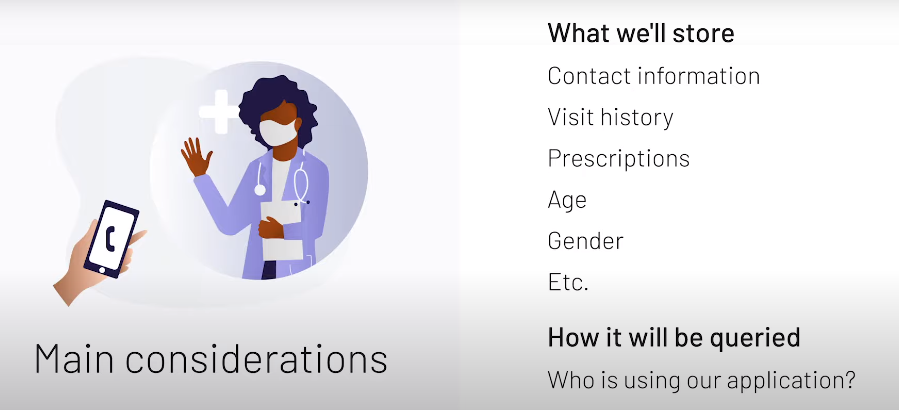 Main considerations
What we'll store
Contact information
Visit history
Prescriptions
Age
Gender
Etc.
How it will be queried
Who is using our application?